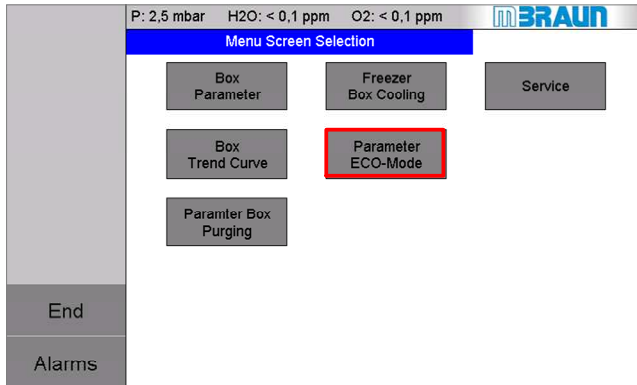 P: 2,5 mbar H2O: < 0,1 ppm O2: < 0,1 ppm mBRAUN
Menu Screen Selection
Box
Parameter
Freezer
Box Cooling
Service
Box
Trend Curve
Parameter
ECO-Mode
Paramter Box
Purging
End
Alarms